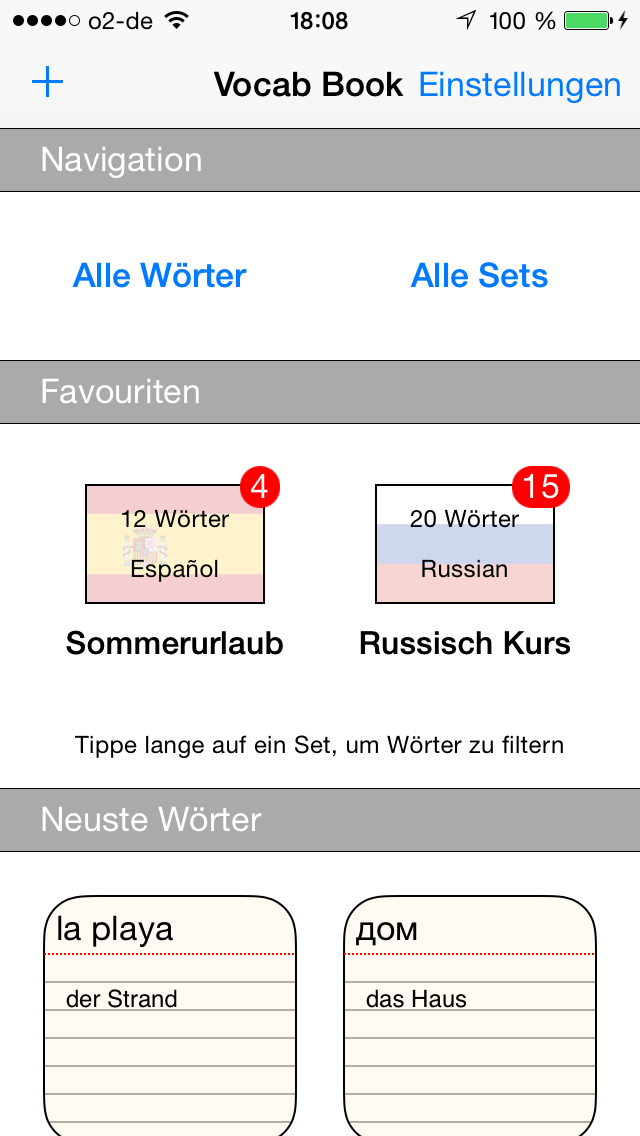 o2-de 18:08 100 %
+ Vocab Book Einstellungen
Navigation
Alle Wörter Alle Sets
Favouriten
4 15
12 Wörter 20 Wörter
Español Russian
Sommerurlaub Russisch Kurs
Tippe lange auf ein Set, um Wörter zu filtern
Neuste Wörter
la playa дом
der Strand das Haus